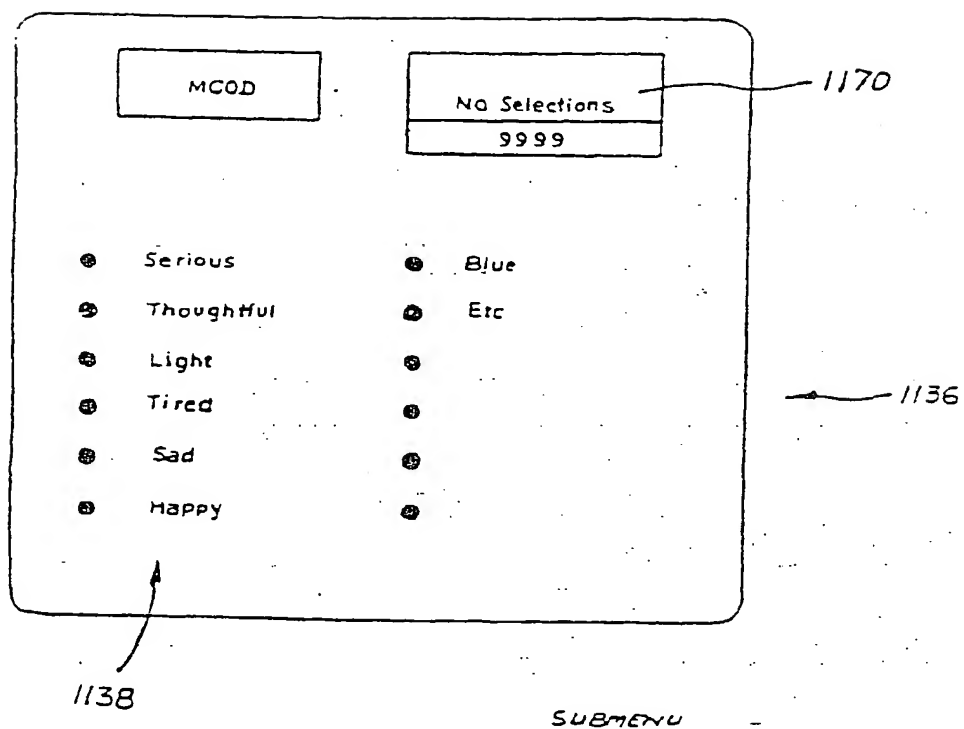 MCOD
No Selections
9999
1170
Serious
Thoughtful
Light
Tired
Sad
Happy
Blue
Etc
1136
1138
SUBMENU